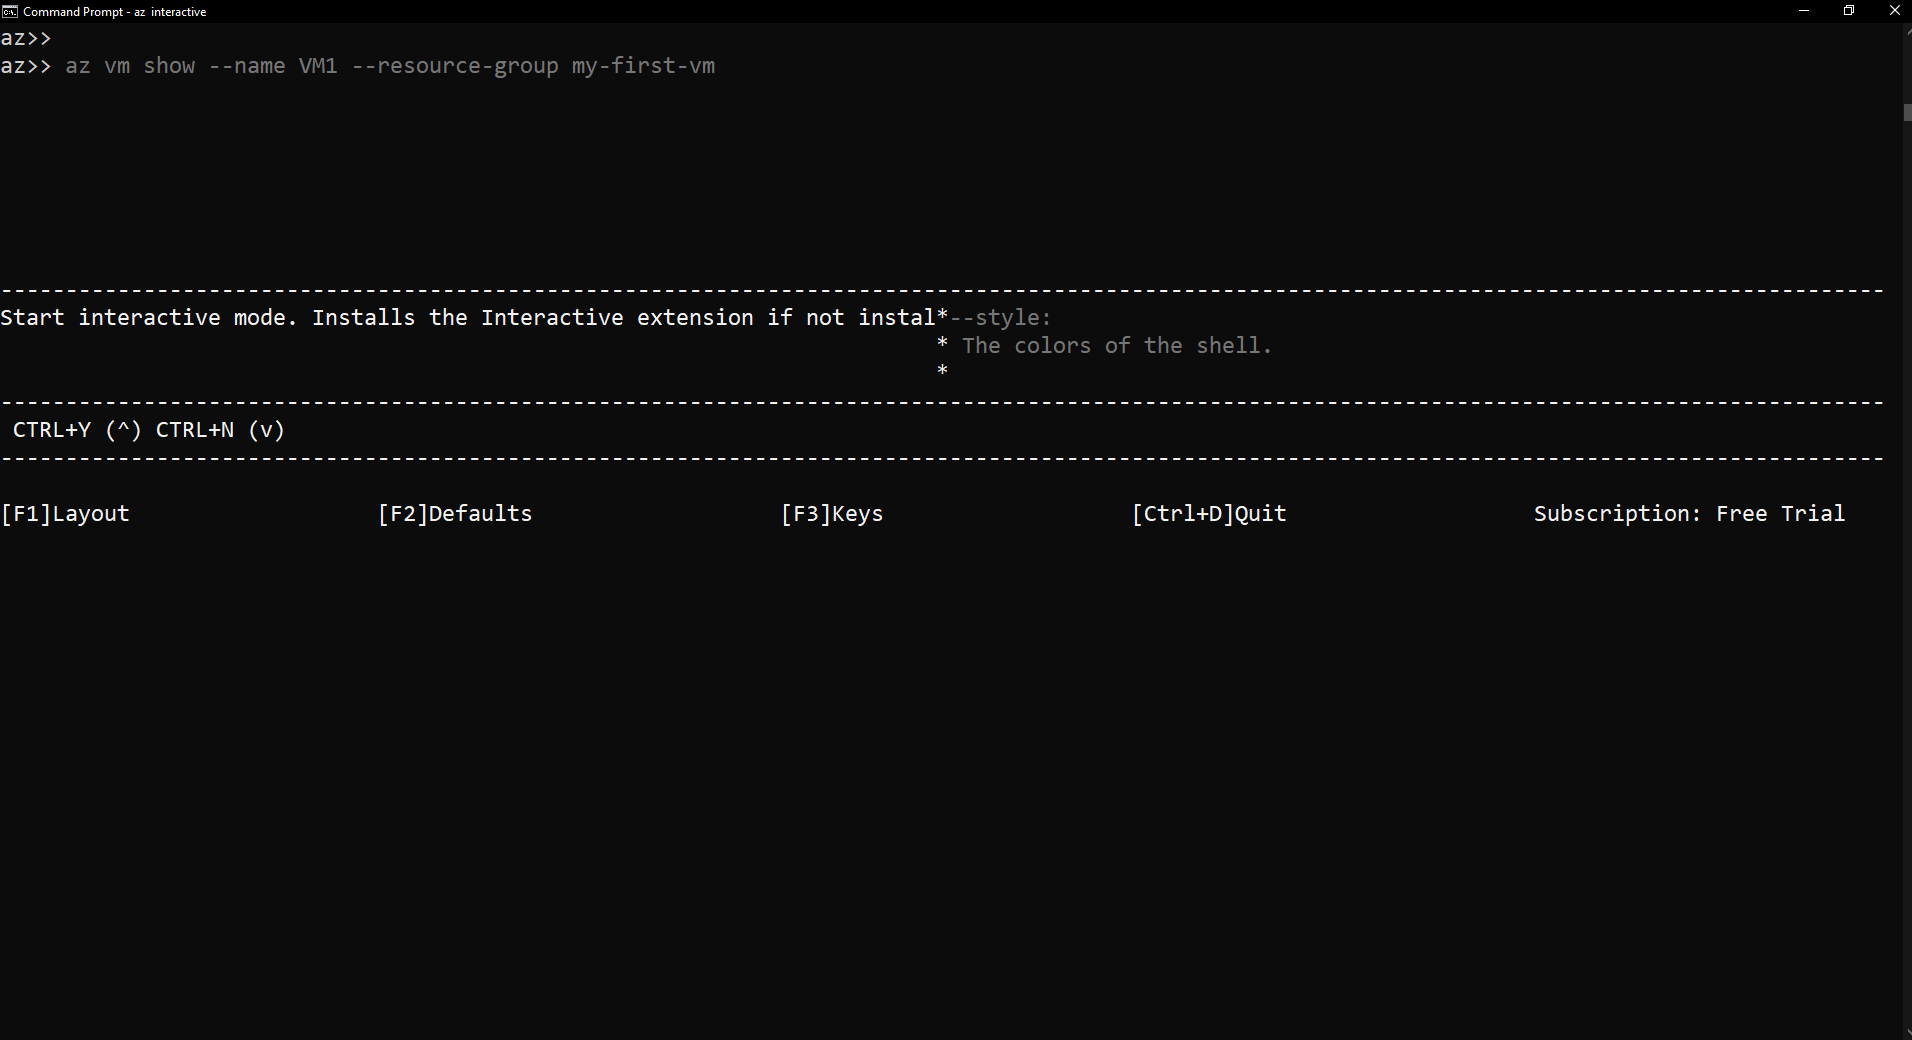 Command Prompt - az  interactive
az>>
az>> az vm show --name VM1 --resource-group my-first-vm
---------------------------------------------------------------------------------------------------------------------------------------------------
Start interactive mode. Installs the Interactive extension if not instal*--style:
* The colors of the shell.
*
---------------------------------------------------------------------------------------------------------------------------------------------------
CTRL+Y (^) CTRL+N (v)
---------------------------------------------------------------------------------------------------------------------------------------------------
[F1]Layout [F2]Defaults [F3]Keys [Ctrl+D]Quit Subscription: Free Trial